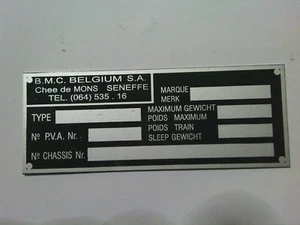 B.M.C. BELGIUM S.A.
Chee de MONS SENEFFE
TEL. (064) 535 . 16
MARQUE
MERK
TYPE
MAXIMUM GEWICHT
POIDS MAXIMUM
Nº P.V.A. Nr.:
POIDS TRAIN
SLEEP GEWICHT
Nº CHASSIS Nr.